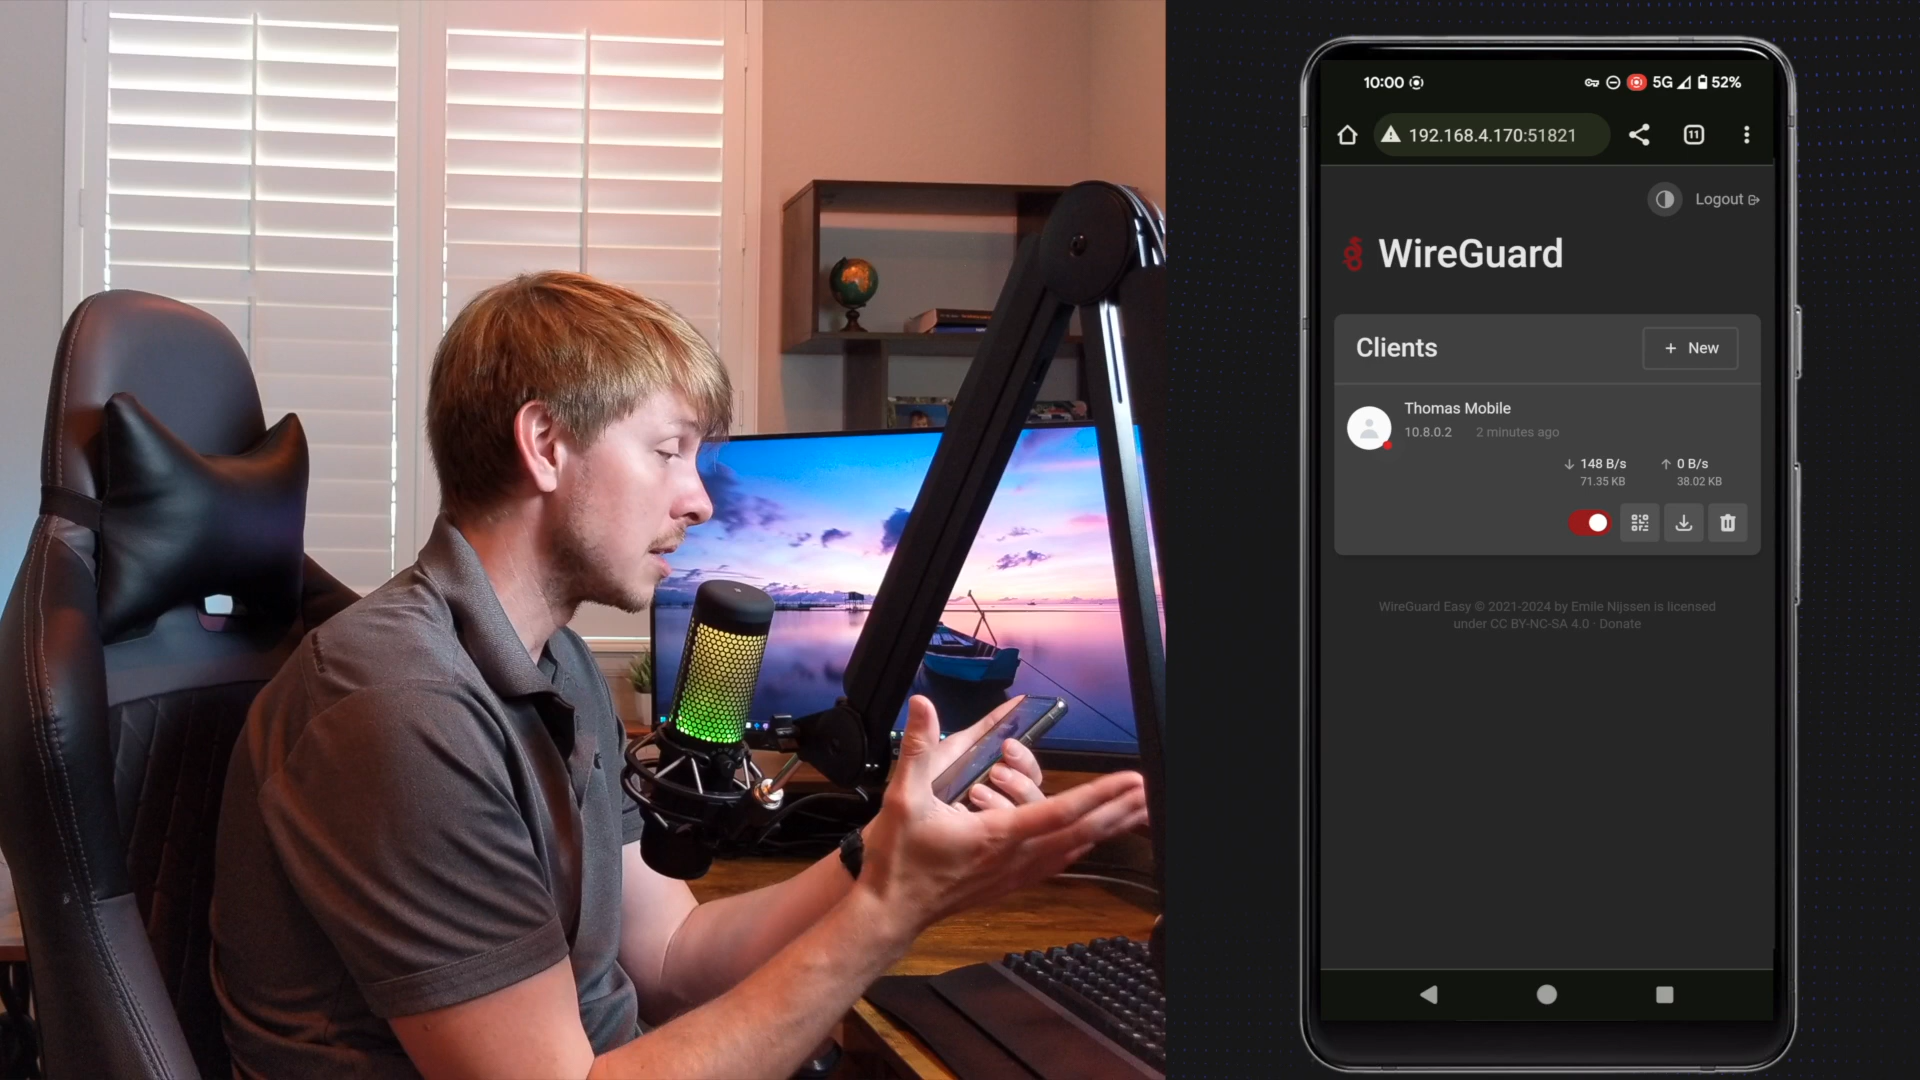 10:00
5G 52%
192.168.4.170:51821
11
Logout
WireGuard
Clients
+ New
Thomas Mobile
10.8.0.2 2 minutes ago
↓ 148 B/s ↑ 0 B/s
71.35 KB 38.02 KB
WireGuard Easy © 2021-2024 by Emile Nijssen is licensed
under CC BY-NC-SA 4.0 · Donate